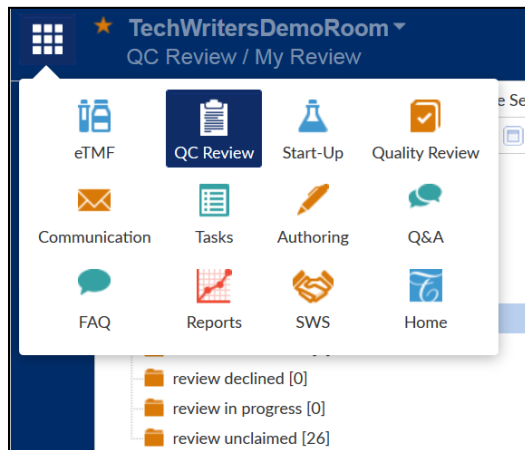 TechWritersDemoRoom
QC Review / My Review
e Se
eTMF
QC Review
Start-Up
Quality Review
Communication
Tasks
Authoring
Q&A
FAQ
Reports
SWS
Home
review declined [0]
review in progress [0]
review unclaimed [26]